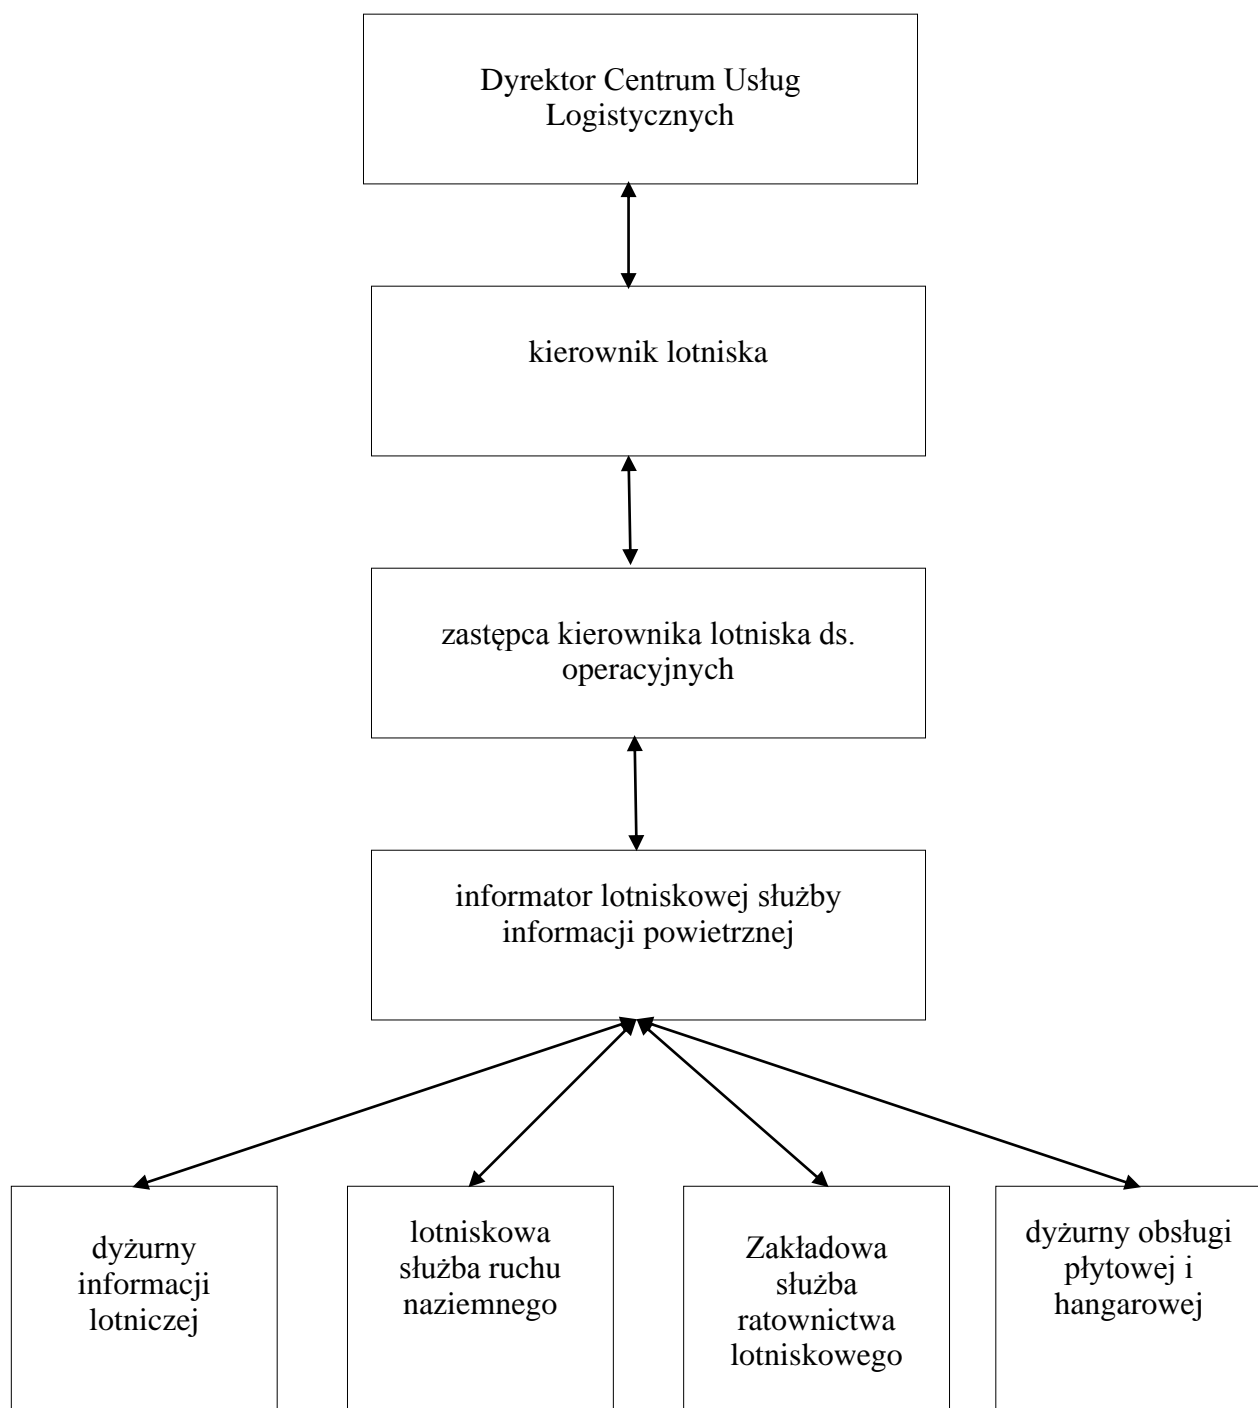 Dyrektor Centrum Usług
Logistycznych
kierownik lotniska
zastępca kierownika lotniska ds.
operacyjnych
informator lotniskowej służby
informacji powietrznej
dyżurny
informacji
lotniczej
lotniskowa
służba ruchu
naziemnego
Zakładowa
służba
ratownictwa
lotniskowego
dyżurny obsługi
płytowej i
hangarowej